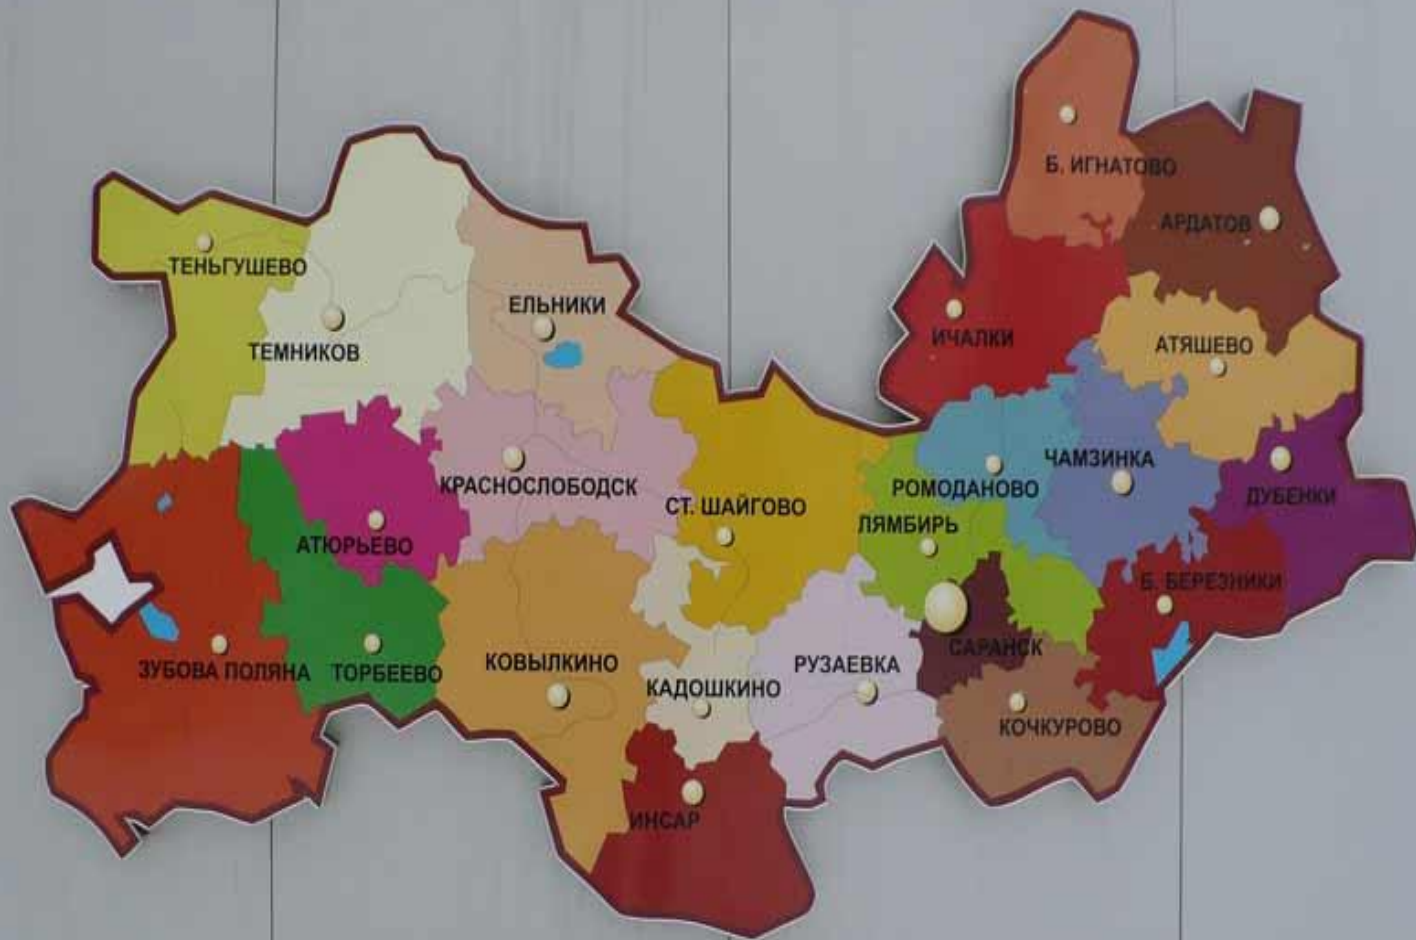 Б. ИГНАТОВО
АРДАТОВ
ТЕНЬГУШЕВО
ЕЛЬНИКИ
ИЧАЛКИ
ТЕМНИКОВ
АТЯШЕВО
ЧАМЗИНКА
КРАСНОСЛОБОДСК
РОМОДАНОВО
ДУБЕНКИ
СТ. ШАЙГОВО
ЛЯМБИРЬ
АТЮРЬЕВО
Б. БЕРЕЗНИКИ
САРАНСК
ЗУБОВА ПОЛЯНА
ТОРБЕЕВО
КОВЫЛКИНО
РУЗАЕВКА
КАДОШКИНО
КОЧКУРОВО
ИНСАР